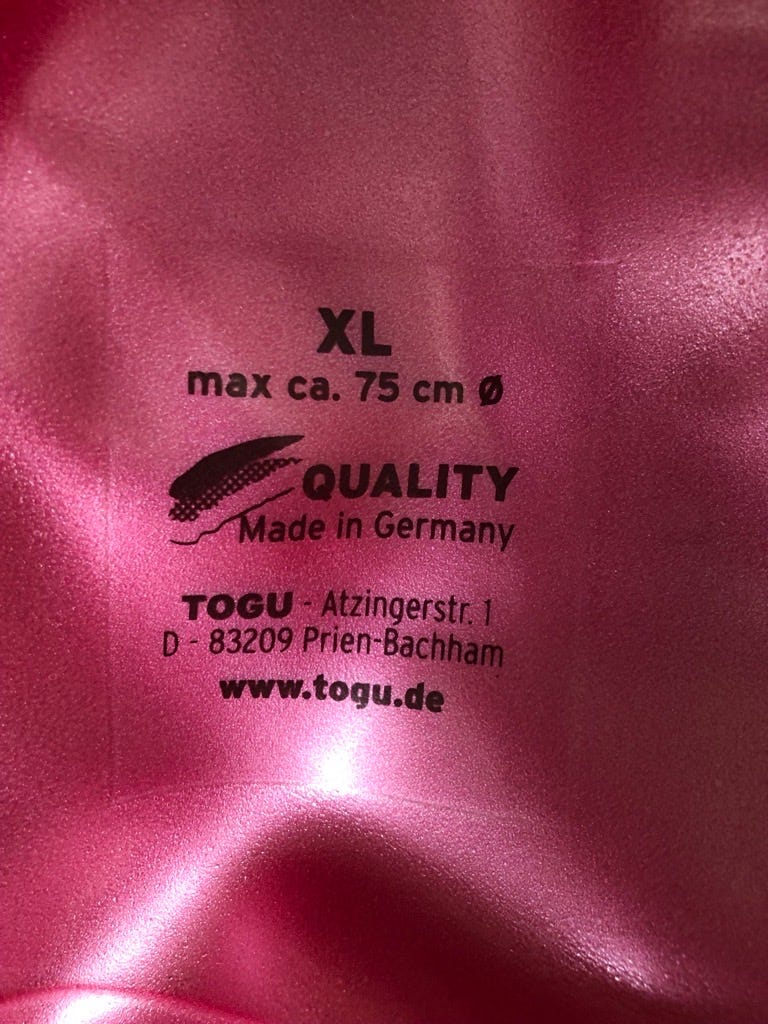 XL
max ca. 75 cm Ø
QUALITY
Made in Germany
TOGU - Atzingerstr. 1
D - 83209 Prien-Bachham
www.togu.de